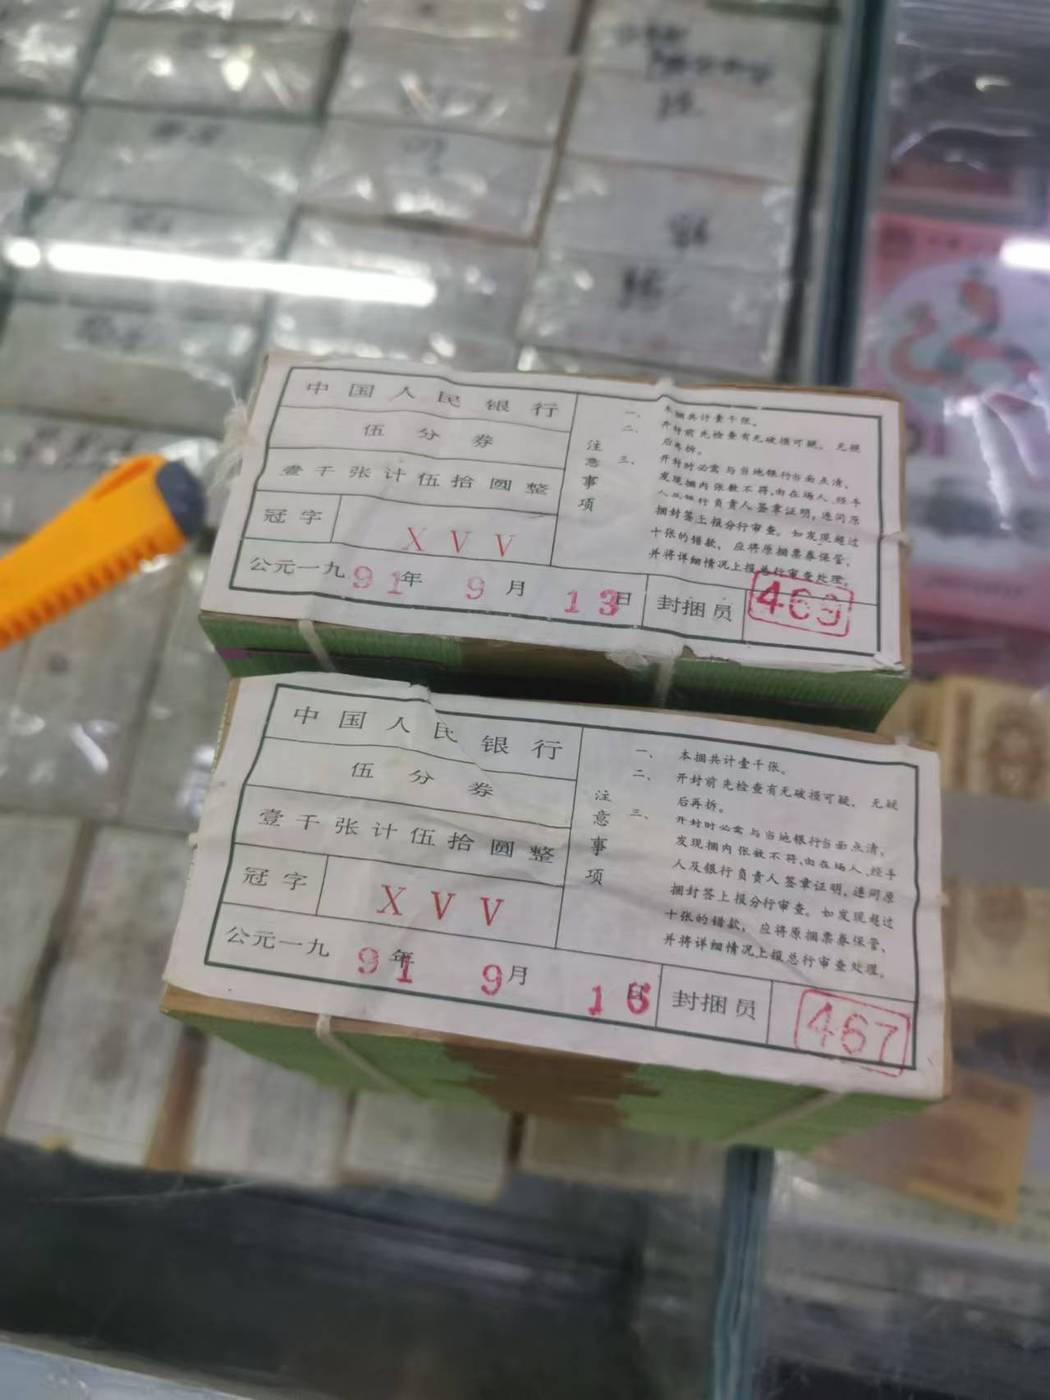 中国人民银行
伍分券
壹千张计伍拾圆整
冠字 XVV
公元一九91年 9月 13日
注意事项
一、本捆共计壹千张。
二、开封前先检查有无破损可疑，无疑
后再拆。
三、开封时必需与当地银行当面点清，
发现捆内张数不符，由在场人、经手
人及银行负责人签章证明，连同原
捆封签上报分行审查。如发现超过
十张的错款，应将原捆票券保管，
并将详细情况上报总行审查处理。
封捆员 469
中国人民银行
伍分券
壹千张计伍拾圆整
冠字 XVV
公元一九91年 9月 16日
注意事项
一、本捆共计壹千张。
二、开封前先检查有无破损可疑，无疑
后再拆。
三、开封时必需与当地银行当面点清，
发现捆内张数不符，由在场人、经手
人及银行负责人签章证明，连同原
捆封签上报分行审查。如发现超过
十张的错款，应将原捆票券保管，
并将详细情况上报总行审查处理。
封捆员 467